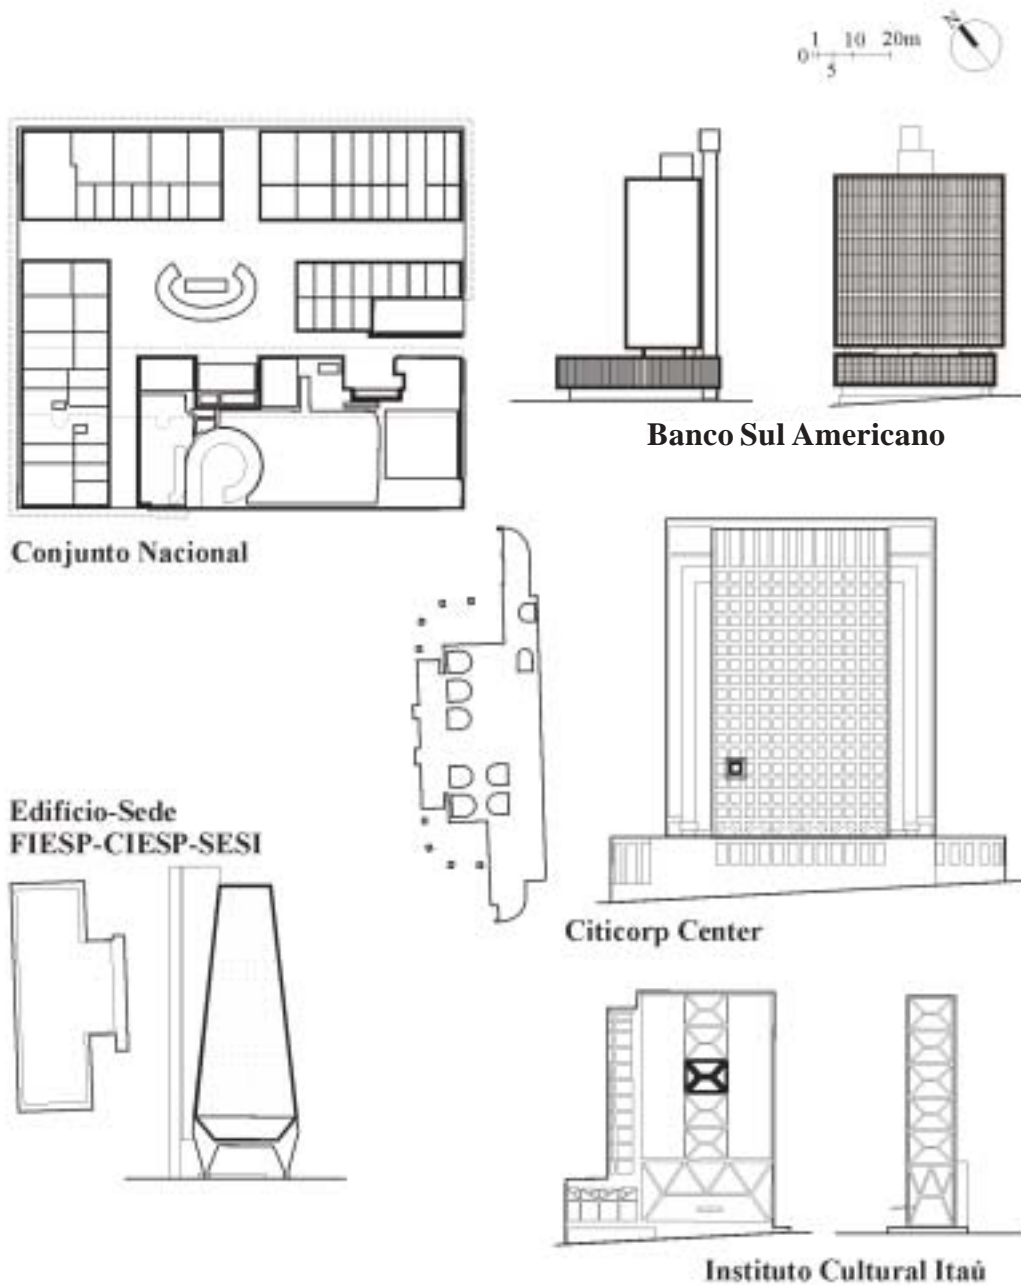 N
1 10 20m
0
5
Banco Sul Americano
Conjunto Nacional
Edifício-Sede
FIESP-CIESP-SESI
Citicorp Center
Instituto Cultural Itaú